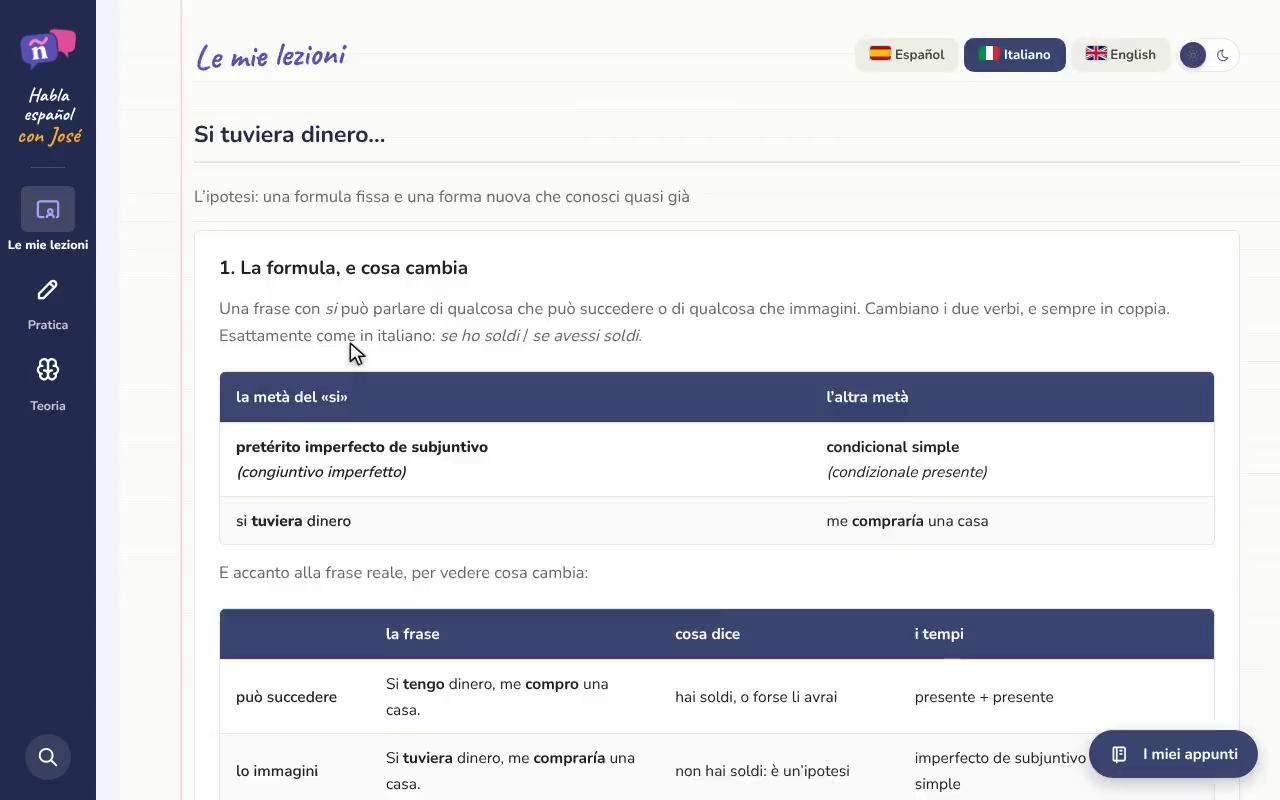 ñ
Habla
español
con José
Le mie lezioni
Pratica
Teoria
Le mie lezioni
Español
Italiano
English
Si tuviera dinero...
L'ipotesi: una formula fissa e una forma nuova che conosci quasi già
1. La formula, e cosa cambia
Una frase con si può parlare di qualcosa che può succedere o di qualcosa che immagini. Cambiano i due verbi, e sempre in coppia.
Esattamente come in italiano: se ho soldi / se avessi soldi.
la metà del «si» l'altra metà
pretérito imperfecto de subjuntivo condicional simple
(congiuntivo imperfetto) (condizionale presente)
si tuviera dinero me compraría una casa
E accanto alla frase reale, per vedere cosa cambia:
la frase cosa dice i tempi
può succedere Si tengo dinero, me compro una casa. hai soldi, o forse li avrai presente + presente
lo immagini Si tuviera dinero, me compraría una casa. non hai soldi: è un'ipotesi imperfecto de subjuntivo simple
I miei appunti